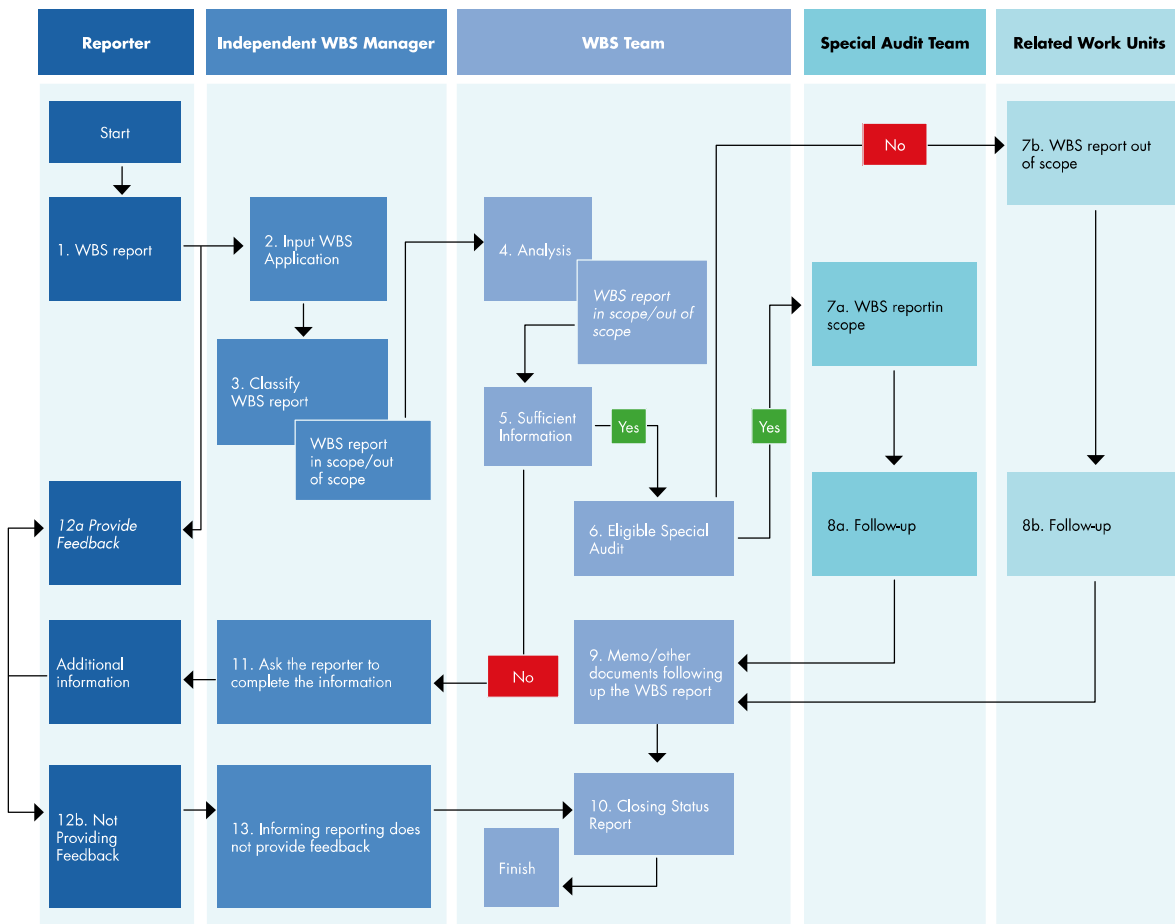 Reporter
Independent WBS Manager
WBS Team
Special Audit Team
Related Work Units
Start
No
7b. WBS report out
of scope
1. WBS report
2. Input WBS
Application
4. Analysis
WBS report
in scope/out of
scope
7a. WBS reportin
scope
3. Classify
WBS report
WBS report
in scope/out
of scope
5. Sufficient
Information
Yes
Yes
12a Provide
Feedback
6. Eligible Special
Audit
8a. Follow-up
8b. Follow-up
Additional
information
11. Ask the reporter to
complete the information
No
9. Memo/other
documents following
up the WBS report
12b. Not
Providing
Feedback
13. Informing reporting does
not provide feedback
10. Closing Status
Report
Finish